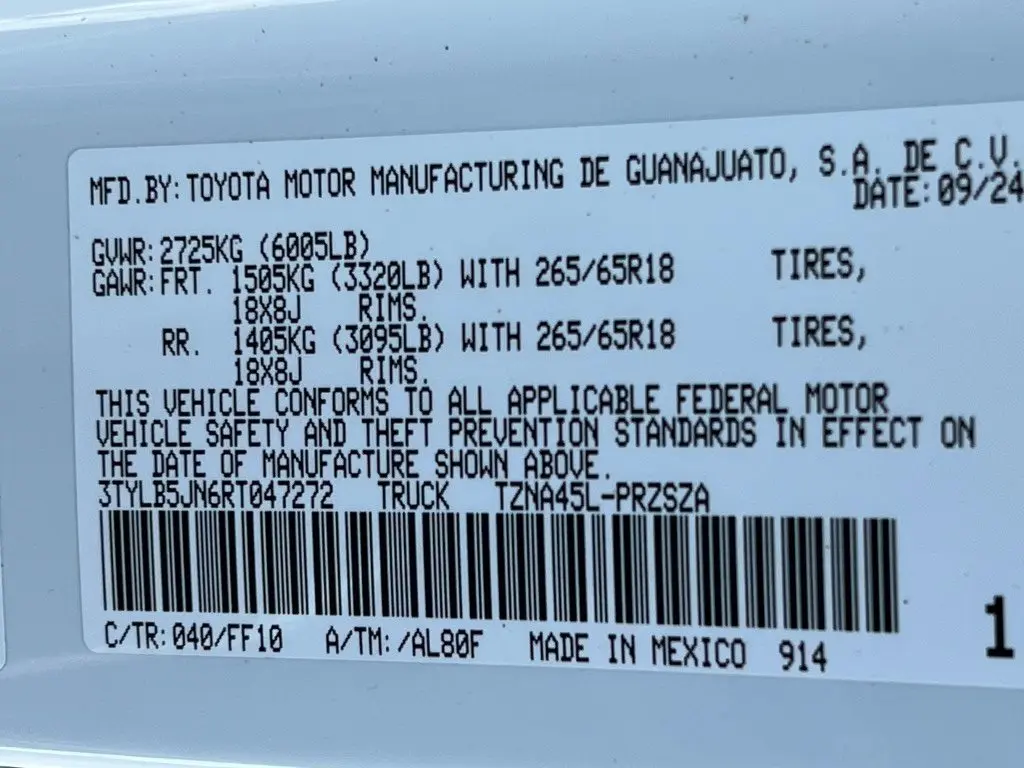 MFD.BY:TOYOTA MOTOR MANUFACTURING DE GUANAJUATO, S.A. DE C.V.
DATE:09/24
GVWR:2725KG (6005LB)
GAWR:FRT. 1505KG (3320LB) WITH 265/65R18 TIRES,
18X8J RIMS.
RR. 1405KG (3095LB) WITH 265/65R18 TIRES,
18X8J RIMS.
THIS VEHICLE CONFORMS TO ALL APPLICABLE FEDERAL MOTOR
VEHICLE SAFETY AND THEFT PREVENTION STANDARDS IN EFFECT ON
THE DATE OF MANUFACTURE SHOWN ABOVE.
3TYLB5JN6RT047272 TRUCK TZNA45L-PRZSZA
C/TR:040/FF10 A/TM:/AL80F MADE IN MEXICO 914
1